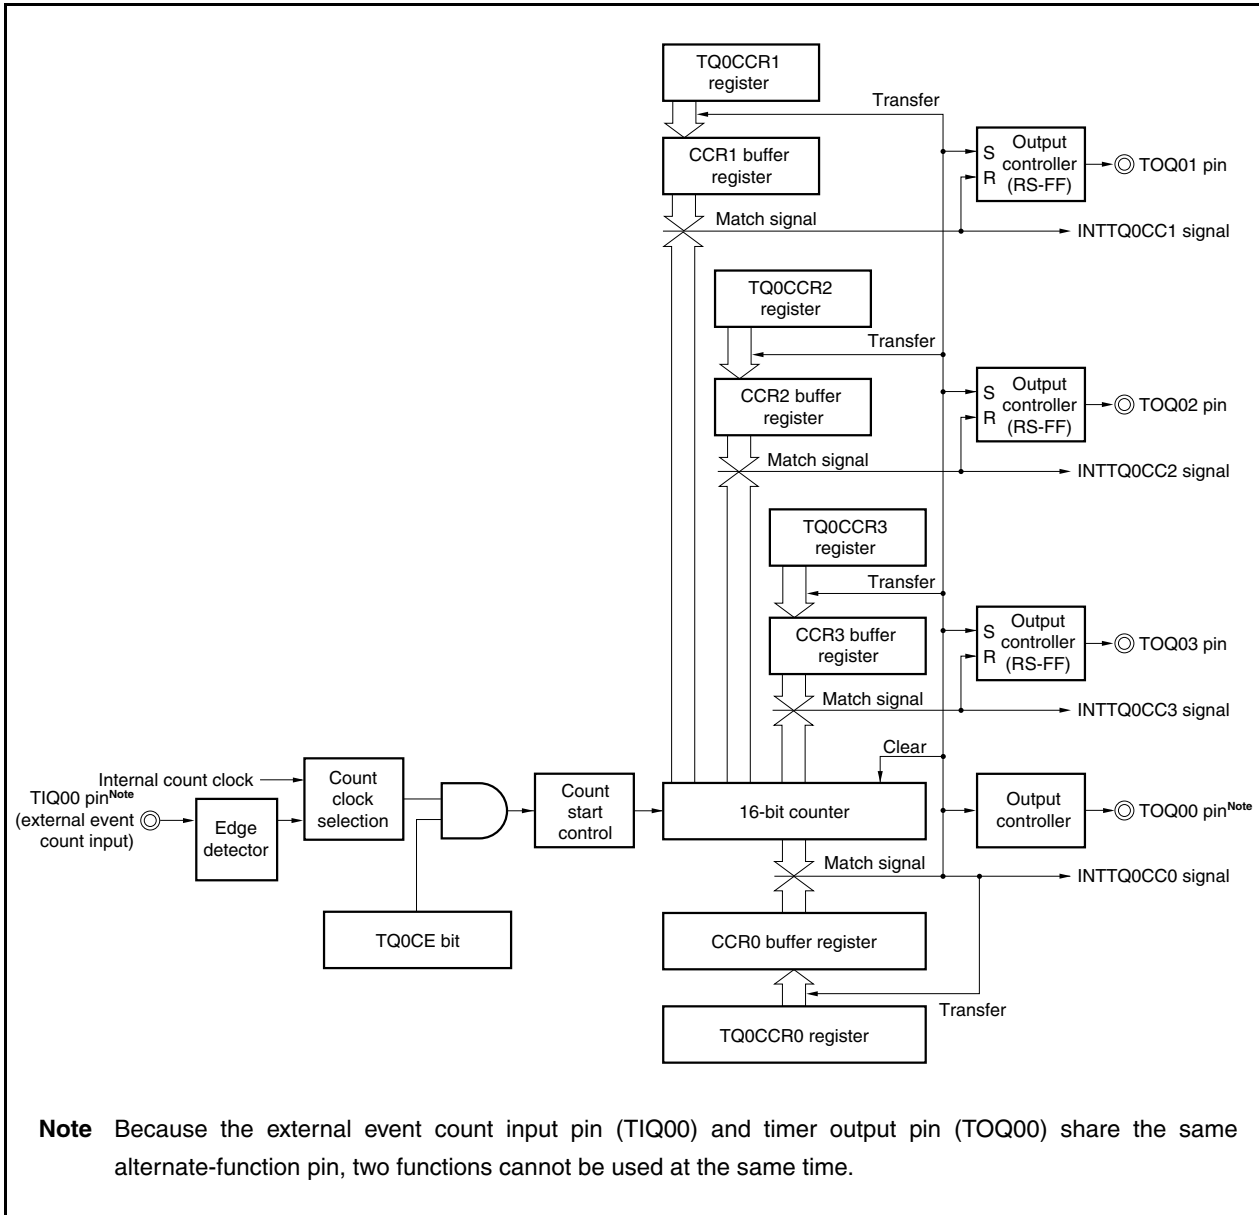 TQ0CCR1
register
Transfer
CCR1 buffer
register
S
R
Output
controller
(RS-FF)
TOQ01 pin
Match signal
INTTQ0CC1 signal
TQ0CCR2
register
Transfer
CCR2 buffer
register
S
R
Output
controller
(RS-FF)
TOQ02 pin
Match signal
INTTQ0CC2 signal
TQ0CCR3
register
Transfer
CCR3 buffer
register
S
R
Output
controller
(RS-FF)
TOQ03 pin
Match signal
INTTQ0CC3 signal
Clear
Internal count clock
TIQ00 pinNote
(external event
count input)
Edge
detector
Count
clock
selection
Count
start
control
16-bit counter
Output
controller
TOQ00 pinNote
Match signal
INTTQ0CC0 signal
TQ0CE bit
CCR0 buffer register
Transfer
TQ0CCR0 register
Note Because the external event count input pin (TIQ00) and timer output pin (TOQ00) share the same
alternate-function pin, two functions cannot be used at the same time.